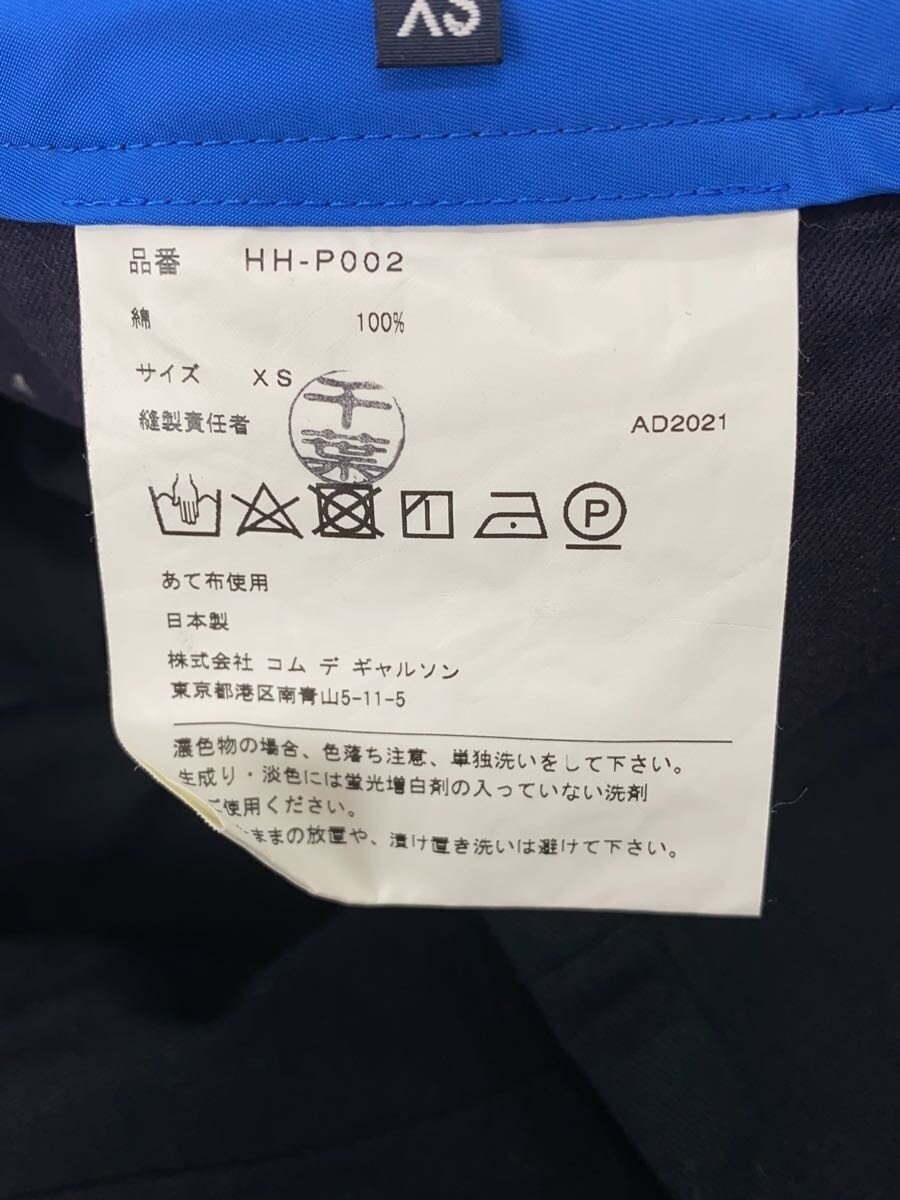 XS
品番 HH-P002
綿 100%
サイズ XS
縫製責任者 千葉 AD2021
P
あて布使用
日本製
株式会社 コム デ ギャルソン
東京都港区南青山5-11-5
濃色物の場合、色落ち注意、単独洗いをして下さい。
生成り・淡色には蛍光増白剤の入っていない洗剤
ご使用ください。
ままの放置や、漬け置き洗いは避けて下さい。